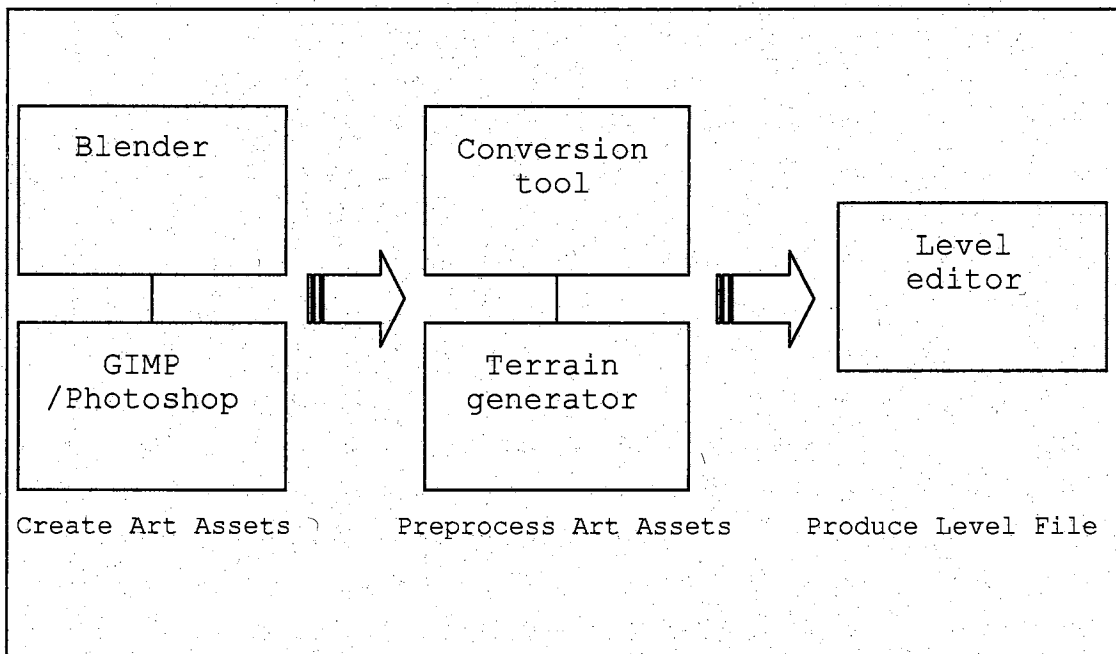 Blender
GIMP
/Photoshop
Create Art Assets
Conversion
tool
Terrain
generator
Preprocess Art Assets
Level
editor
Produce Level File